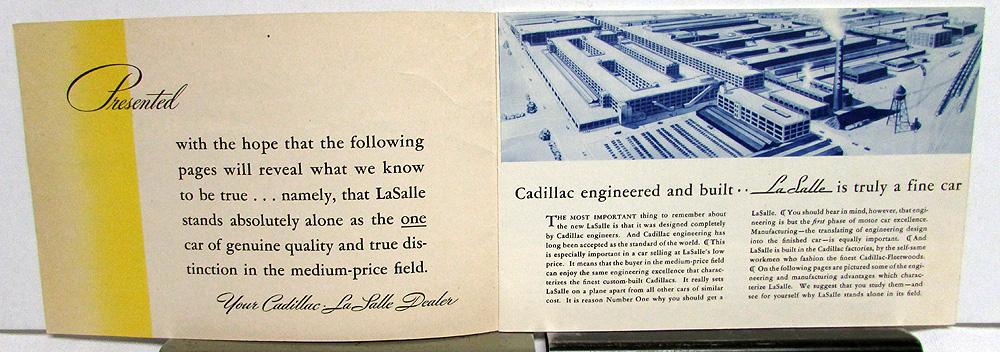 Presented
with the hope that the following
pages will reveal what we know
to be true . . . namely, that LaSalle
stands absolutely alone as the one
car of genuine quality and true dis-
tinction in the medium-price field.
Your Cadillac-La Salle Dealer
Cadillac engineered and built · · La Salle is truly a fine car
THE MOST IMPORTANT thing to remember about
the new LaSalle is that it was designed completely
by Cadillac engineers. And Cadillac engineering has
long been accepted as the standard of the world. ¶ This
is especially important in a car selling at LaSalle's low
price. It means that the buyer in the medium-price field
can enjoy the same engineering excellence that charac-
terizes the finest custom-built Cadillacs. It really sets
LaSalle on a plane apart from all other cars of similar
cost. It is reason Number One why you should get a
LaSalle. ¶ You should bear in mind, however, that engi-
neering is but the first phase of motor car excellence.
Manufacturing—the translating of engineering design
into the finished car—is equally important. ¶ And
LaSalle is built in the Cadillac factories, by the self-same
workmen who fashion the finest Cadillac-Fleetwoods.
¶ On the following pages are pictured some of the engi-
neering and manufacturing advantages which charac-
terize LaSalle. We suggest that you study them—and
see for yourself why LaSalle stands alone in its field.